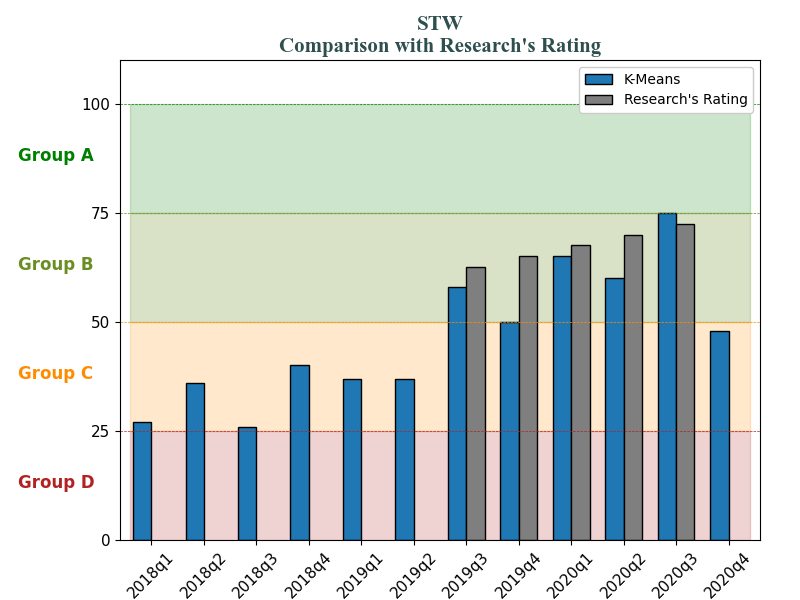 STW
Comparison with Research's Rating
K-Means
Research's Rating
100
Group A
75
Group B
50
Group C
25
Group D
0
2018q1
2018q2
2018q3
2018q4
2019q1
2019q2
2019q3
2019q4
2020q1
2020q2
2020q3
2020q4